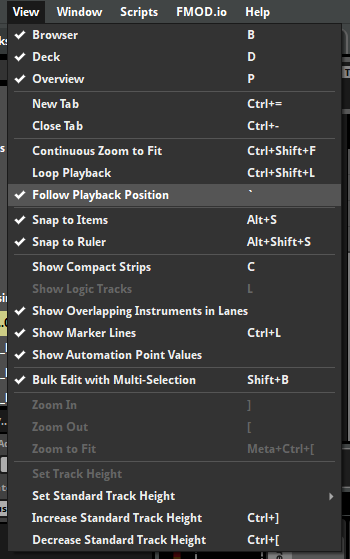 View Window Scripts FMOD.io Help
Browser B
Deck D
Overview P
New Tab Ctrl+=
Close Tab Ctrl+-
Continuous Zoom to Fit Ctrl+Shift+F
Loop Playback Ctrl+Shift+L
Follow Playback Position `
Snap to Items Alt+S
Snap to Ruler Alt+Shift+S
Show Compact Strips C
Show Logic Tracks L
Show Overlapping Instruments in Lanes
Show Marker Lines Ctrl+L
Show Automation Point Values
Bulk Edit with Multi-Selection Shift+B
Zoom In ]
Zoom Out [
Zoom to Fit Meta+Ctrl+[
Set Track Height
Set Standard Track Height
Increase Standard Track Height Ctrl+]
Decrease Standard Track Height Ctrl+[